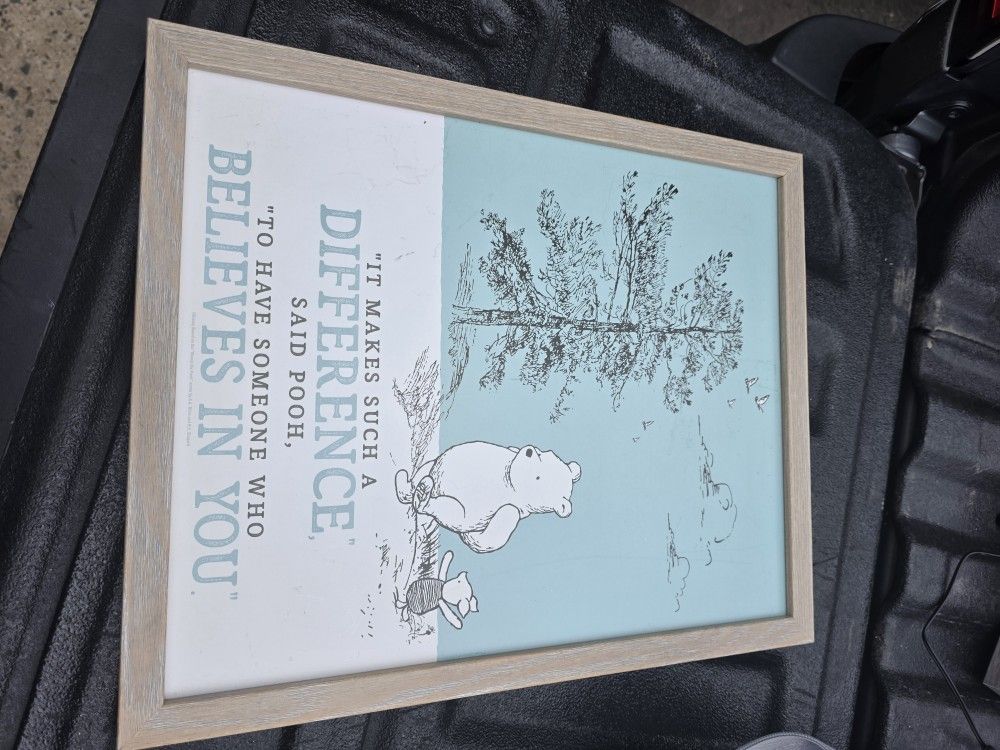 "IT MAKES SUCH A
DIFFERENCE,"
SAID POOH,
"TO HAVE SOMEONE WHO
BELIEVES IN YOU."